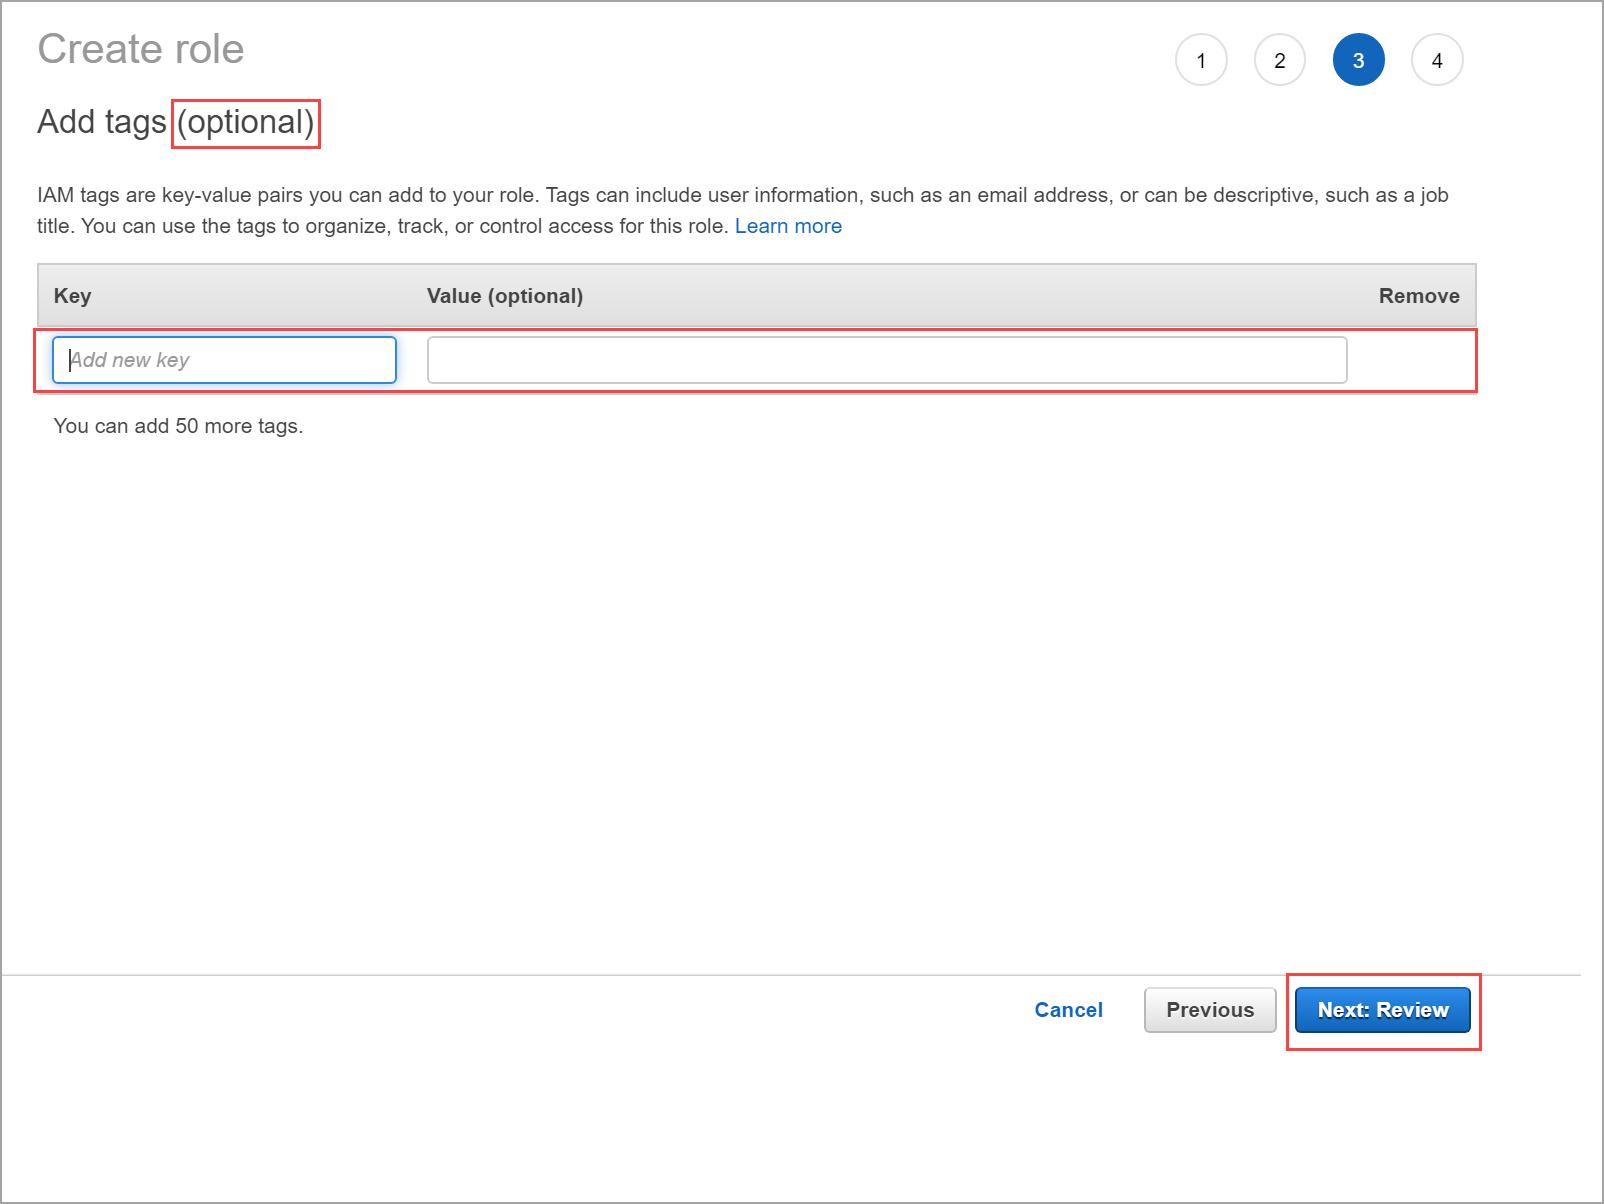 Create role
1 2 3 4
Add tags (optional)
IAM tags are key-value pairs you can add to your role. Tags can include user information, such as an email address, or can be descriptive, such as a job
title. You can use the tags to organize, track, or control access for this role. Learn more
Key Value (optional) Remove
Add new key
You can add 50 more tags.
Cancel Previous Next: Review